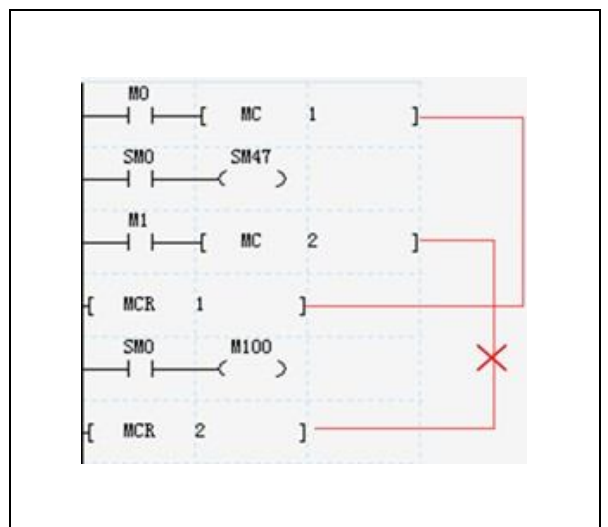 M0
[ MC 1 ]
SM0 SM47
M1
[ MC 2 ]
[ MCR 1 ]
SM0 M100
[ MCR 2 ]